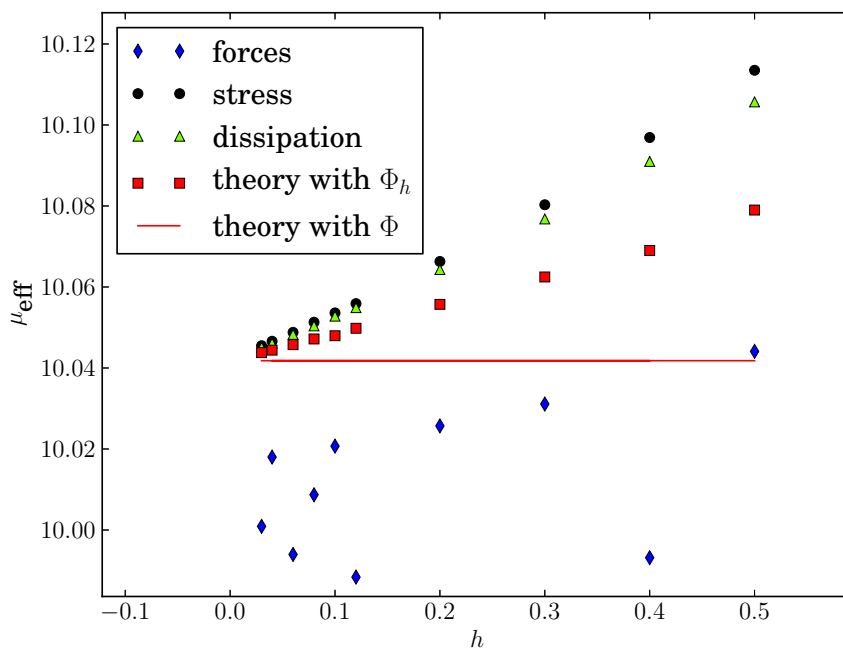 forces
stress
dissipation
theory with Φ_h
theory with Φ
10.12
10.10
10.08
10.06
10.04
10.02
10.00
μ_eff
−0.1
0.0
0.1
0.2
0.3
0.4
0.5
h